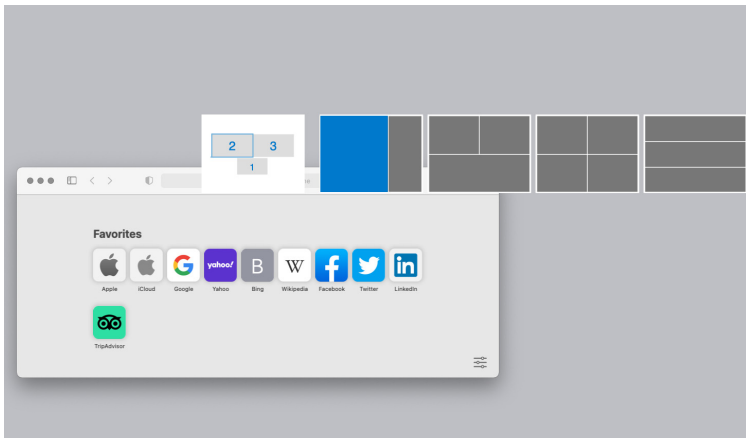 2 3
1
Favorites
yahoo!
B
W
Apple iCloud Google Yahoo Bing Wikipedia Facebook Twitter LinkedIn
TripAdvisor